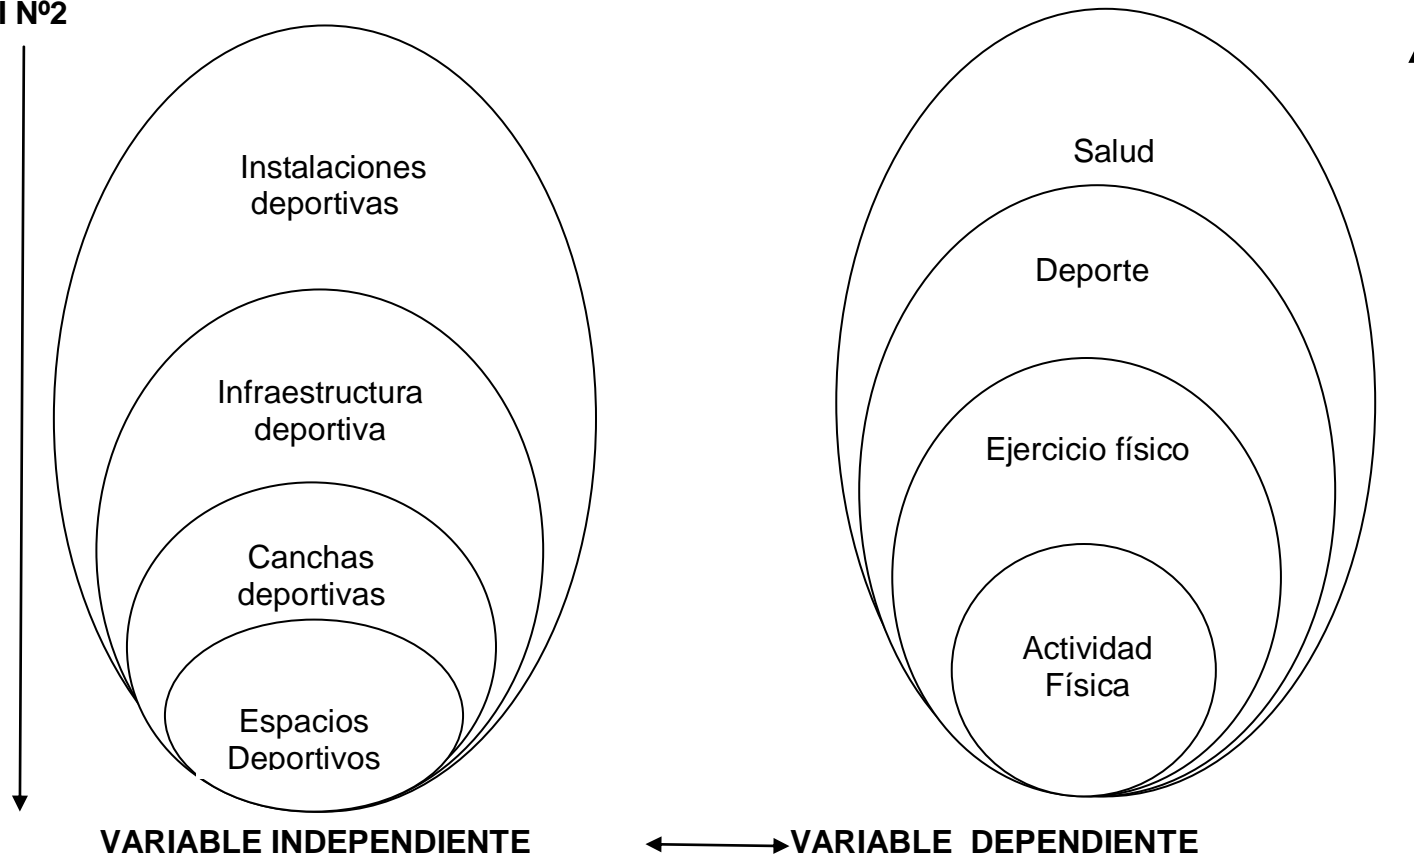 Nº2
Instalaciones
deportivas
Infraestructura
deportiva
Canchas
deportivas
Espacios
Deportivos
Salud
Deporte
Ejercicio físico
Actividad
Física
VARIABLE INDEPENDIENTE
VARIABLE DEPENDIENTE